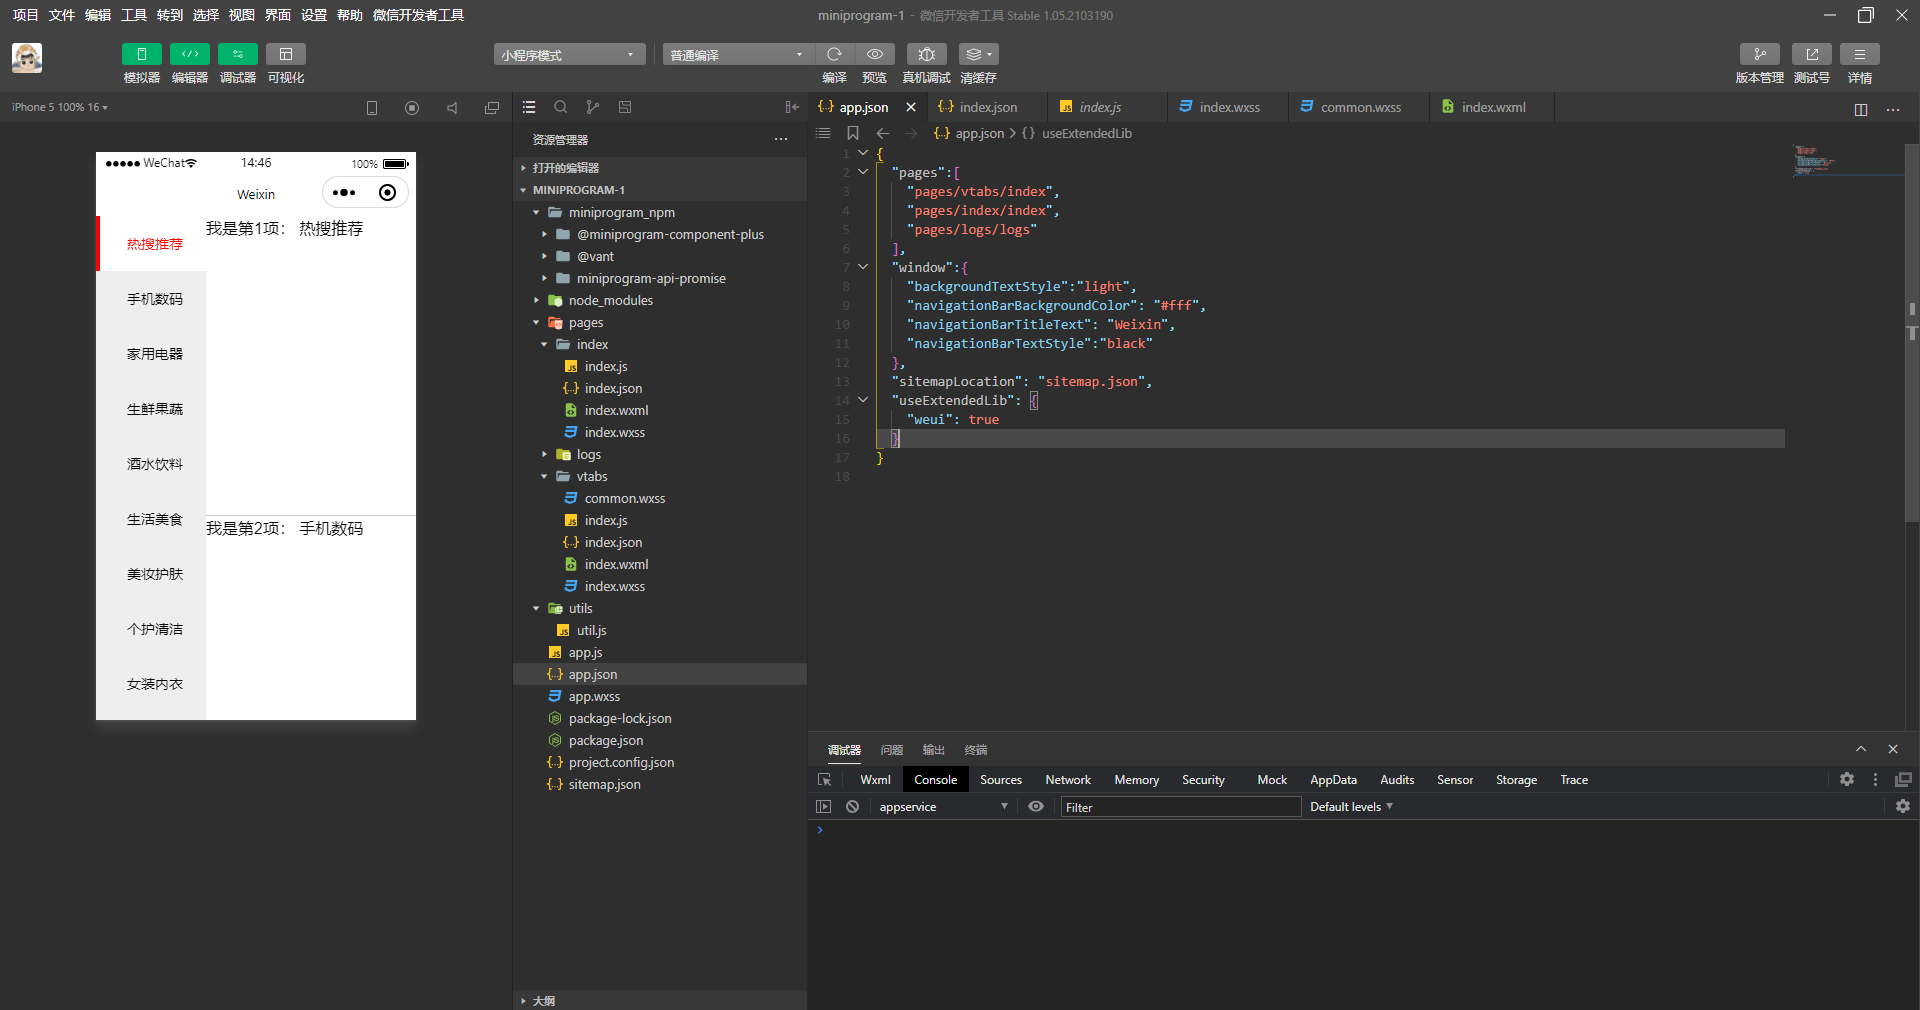 项目 文件 编辑 工具 转到 选择 视图 界面 设置 帮助 微信开发者工具
miniprogram-1 - 微信开发者工具 Stable 1.05.2103190
模拟器 编辑器 调试器 可视化
小程序模式
普通编译
编译 预览 真机调试 清缓存
版本管理 测试号 详情
iPhone 5 100% 16
WeChat 14:46 100%
Weixin
热搜推荐
手机数码
家用电器
生鲜果蔬
酒水饮料
生活美食
美妆护肤
个护清洁
女装内衣
我是第1项： 热搜推荐
我是第2项： 手机数码
资源管理器
打开的编辑器
MINIPROGRAM-1
miniprogram_npm
@miniprogram-component-plus
@vant
miniprogram-api-promise
node_modules
pages
index
index.js
index.json
index.wxml
index.wxss
logs
vtabs
common.wxss
index.js
index.json
index.wxml
index.wxss
utils
util.js
app.js
app.json
app.wxss
package-lock.json
package.json
project.config.json
sitemap.json
大纲
app.json index.json index.js index.wxss common.wxss index.wxml
app.json > {} useExtendedLib
1 {
2 "pages":[
3 "pages/vtabs/index",
4 "pages/index/index",
5 "pages/logs/logs"
6 ],
7 "window":{
8 "backgroundTextStyle":"light",
9 "navigationBarBackgroundColor": "#fff",
10 "navigationBarTitleText": "Weixin",
11 "navigationBarTextStyle":"black"
12 },
13 "sitemapLocation": "sitemap.json",
14 "useExtendedLib": {
15 "weui": true
16 }
17 }
18
调试器 问题 输出 终端
Wxml Console Sources Network Memory Security Mock AppData Audits Sensor Storage Trace
appservice Filter Default levels